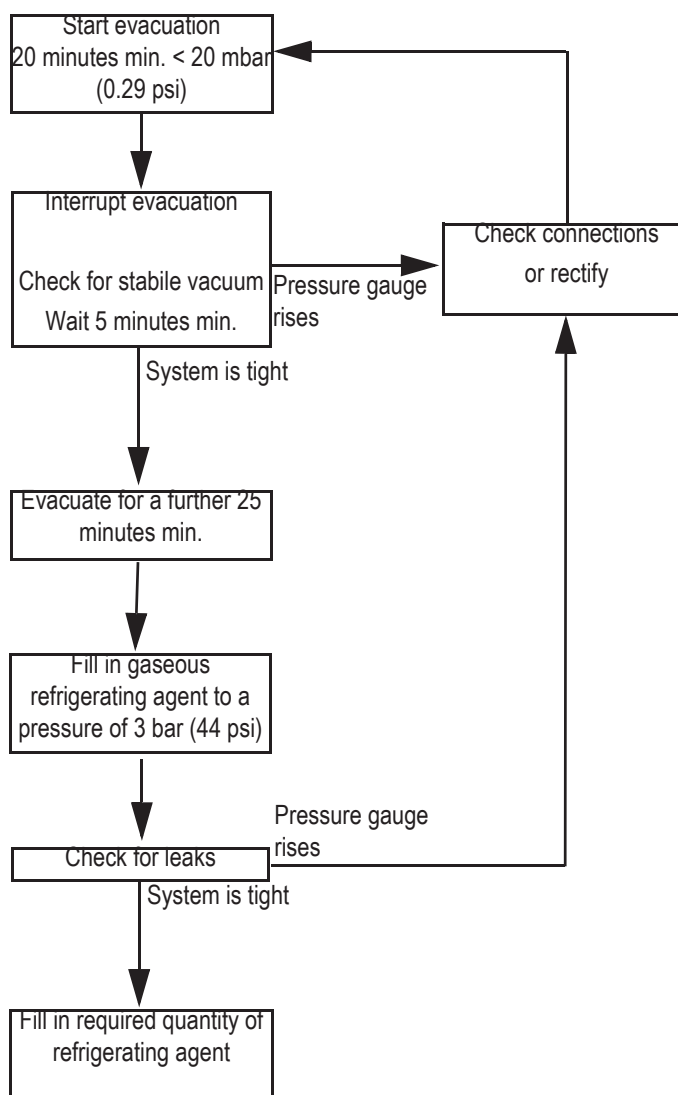 Start evacuation
20 minutes min. < 20 mbar
(0.29 psi)
Interrupt evacuation
Check for stabile vacuum
Wait 5 minutes min.
Pressure gauge
rises
Check connections
or rectify
System is tight
Evacuate for a further 25
minutes min.
Fill in gaseous
refrigerating agent to a
pressure of 3 bar (44 psi)
Pressure gauge
rises
Check for leaks
System is tight
Fill in required quantity of
refrigerating agent